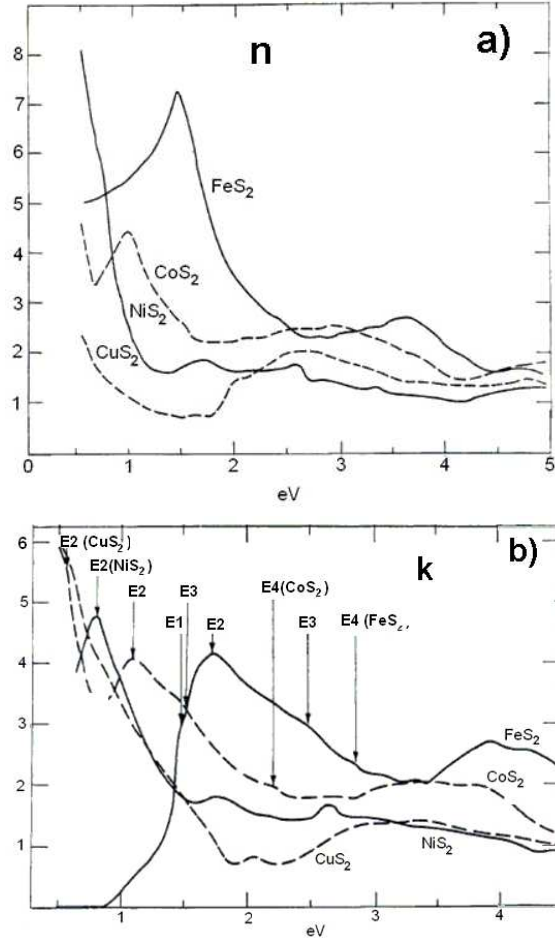 n a)
8
7
6
5
4
3
2
1
FeS2
CoS2
NiS2
CuS2
0 1 2 3 4 5
eV
6
5
4
3
2
1
k b)
E2 (CuS2)
E2(NiS2)
E2 E3 E4(CoS2)
E1 E2 E3 E4 (FeS2,
FeS2
CoS2
NiS2
CuS2
1 2 3 4
eV